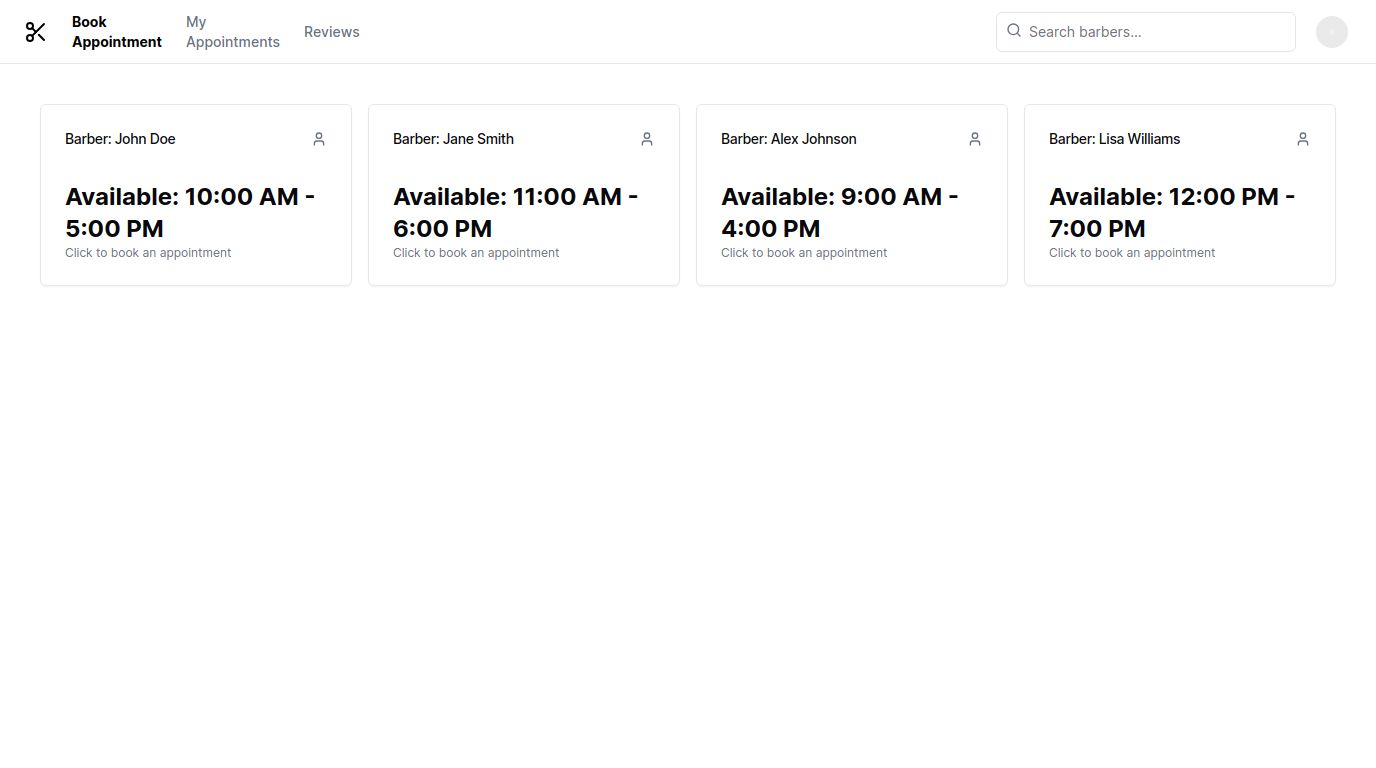 Book
Appointment
My
Appointments
Reviews
Search barbers...
Barber: John Doe
Available: 10:00 AM -
5:00 PM
Click to book an appointment
Barber: Jane Smith
Available: 11:00 AM -
6:00 PM
Click to book an appointment
Barber: Alex Johnson
Available: 9:00 AM -
4:00 PM
Click to book an appointment
Barber: Lisa Williams
Available: 12:00 PM -
7:00 PM
Click to book an appointment